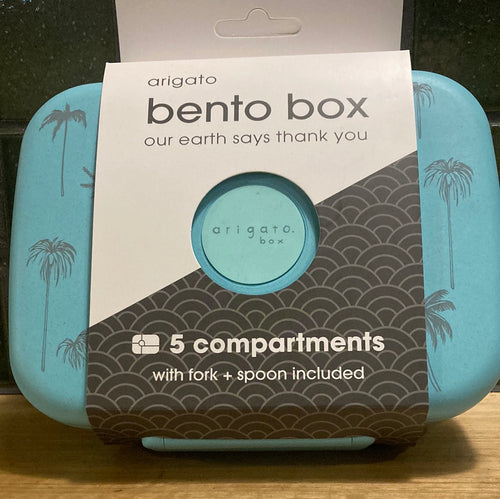 arigato
bento box
our earth says thank you
arigato.
box
5 compartments
with fork + spoon included